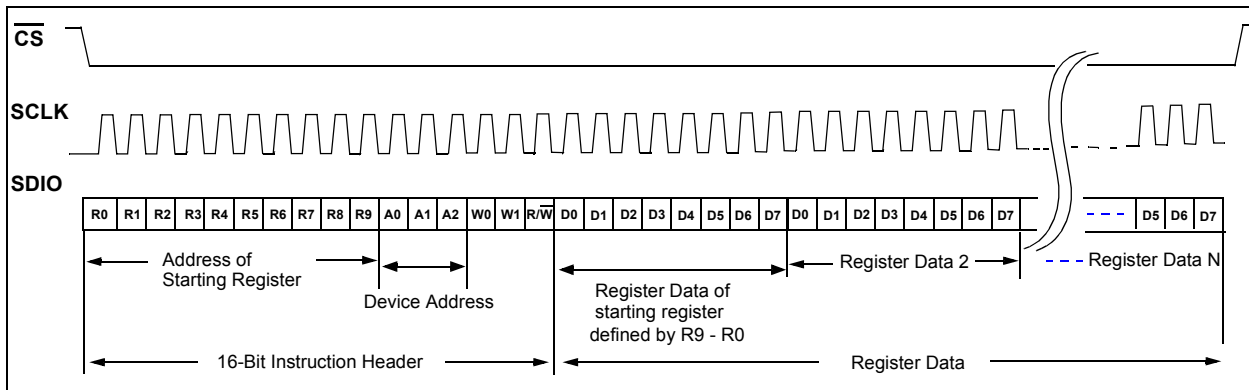 CS
SCLK
SDIO
R0 R1 R2 R3 R4 R5 R6 R7 R8 R9 A0 A1 A2 W0 W1 R/W D0 D1 D2 D3 D4 D5 D6 D7 D0 D1 D2 D3 D4 D5 D6 D7 D5 D6 D7
Address of
Starting Register
Device Address
Register Data of
starting register
defined by R9 - R0
Register Data 2
Register Data N
16-Bit Instruction Header
Register Data